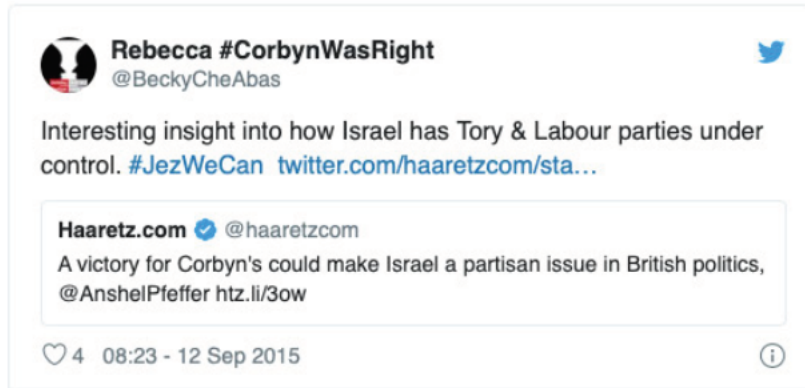 Rebecca #CorbynWasRight
@BeckyCheAbas
Interesting insight into how Israel has Tory & Labour parties under
control. #JezWeCan twitter.com/haaretzcom/sta…
Haaretz.com @haaretzcom
A victory for Corbyn's could make Israel a partisan issue in British politics,
@AnshelPfeffer htz.li/3ow
4 08:23 - 12 Sep 2015